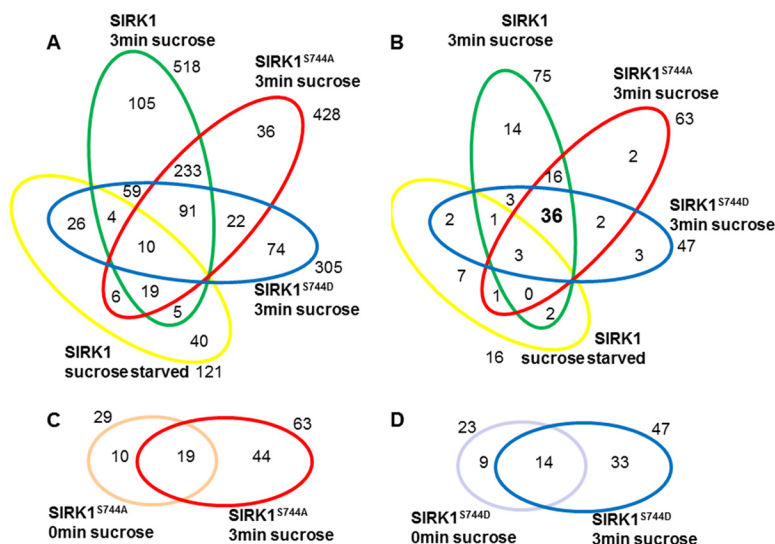 A
SIRK1
3min sucrose
518
SIRK1S744A
3min sucrose
428
105
36
233
59
26
4
91
22
10
74
305
SIRK1S744D
3min sucrose
6
19
5
40
SIRK1
sucrose starved 121
B
SIRK1
3min sucrose
75
SIRK1S744A
3min sucrose
63
14
2
16
3
2
1
36
2
SIRK1S744D
3min sucrose
47
3
3
7
1
0
2
SIRK1
sucrose starved
16
C
29
63
10
19
44
SIRK1S744A
0min sucrose
SIRK1S744A
3min sucrose
D
23
47
9
14
33
SIRK1S744D
0min sucrose
SIRK1S744D
3min sucrose